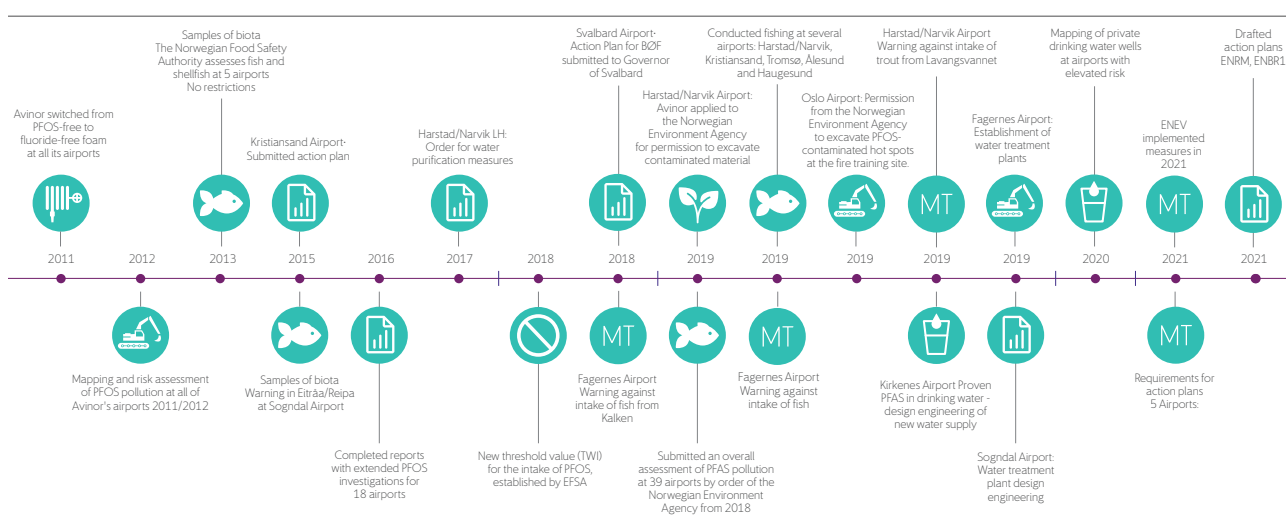 Avinor switched from
PFOS-free to
fluoride-free foam
at all its airports
2011
Mapping and risk assessment
of PFOS pollution at all of
Avinor's airports 2011/2012
2012
Samples of biota
The Norwegian Food Safety
Authority assesses fish and
shellfish at 5 airports
No restrictions
2013
Kristiansand Airport·
Submitted action plan
2015
Samples of biota
Warning in Eitråa/Reipa
at Sogndal Airport
2016
Completed reports
with extended PFOS
investigations for
18 airports
Harstad/Narvik LH:
Order for water
purification measures
2017
2018
New threshold value (TWI)
for the intake of PFOS,
established by EFSA
Svalbard Airport·
Action Plan for BØF
submitted to Governor
of Svalbard
2018
MT
Fagernes Airport
Warning against
intake of fish from
Kalken
Harstad/Narvik Airport:
Avinor applied to
the Norwegian
Environment Agency
for permission to excavate
contaminated material
2019
Submitted an overall
assessment of PFAS pollution
at 39 airports by order of the
Norwegian Environment
Agency from 2018
Conducted fishing at several
airports: Harstad/Narvik,
Kristiansand, Tromsø, Ålesund
and Haugesund
2019
MT
Fagernes Airport
Warning against
intake of fish
Oslo Airport: Permission
from the Norwegian
Environment Agency
to excavate PFOS-
contaminated hot spots
at the fire training site.
2019
Harstad/Narvik Airport
Warning against intake of
trout from Lavangsvannet
MT
2019
Kirkenes Airport Proven
PFAS in drinking water -
design engineering of
new water supply
Fagernes Airport:
Establishment of
water treatment
plants
2019
Sogndal Airport:
Water treatment
plant design
engineering
Mapping of private
drinking water wells
at airports with
elevated risk
2020
ENEV
implemented
measures in
2021
MT
2021
MT
Requirements for
action plans
5 Airports:
Drafted
action plans
ENRM, ENBR1
2021